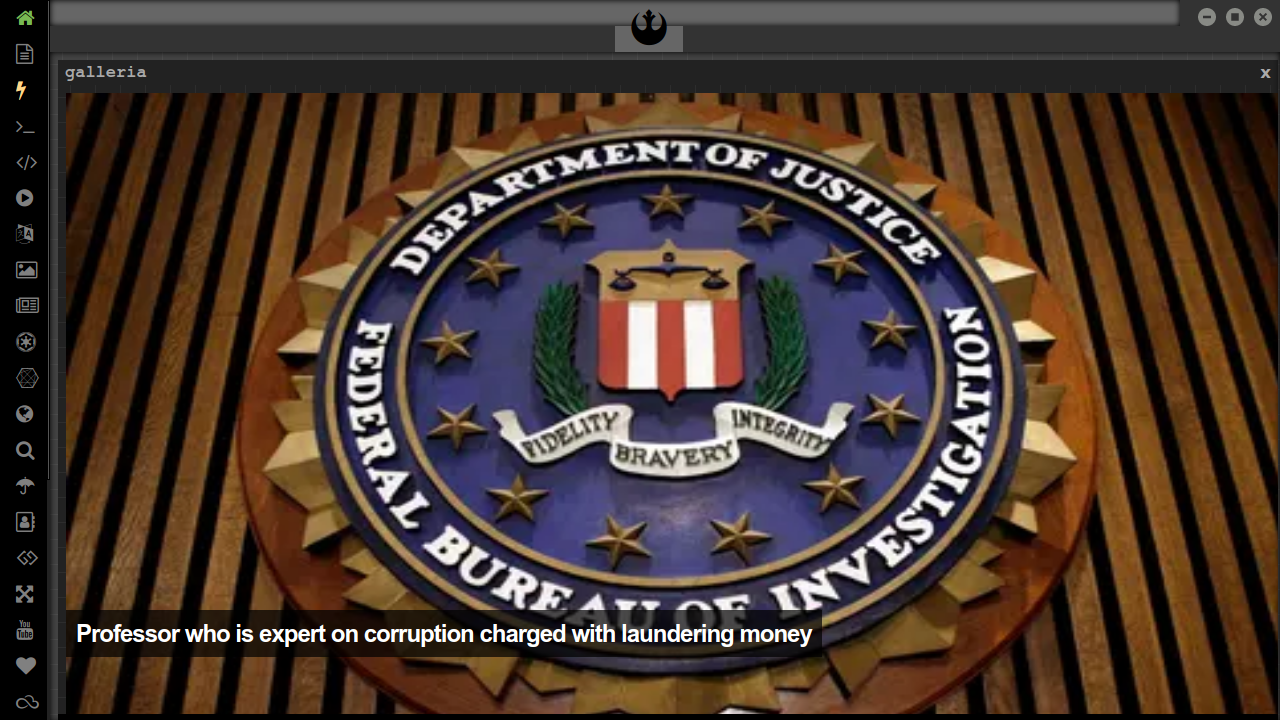 galleria
x
DEPARTMENT OF JUSTICE
FEDERAL BUREAU OF INVESTIGATION
FIDELITY
BRAVERY
INTEGRITY
Professor who is expert on corruption charged with laundering money
You
Tube